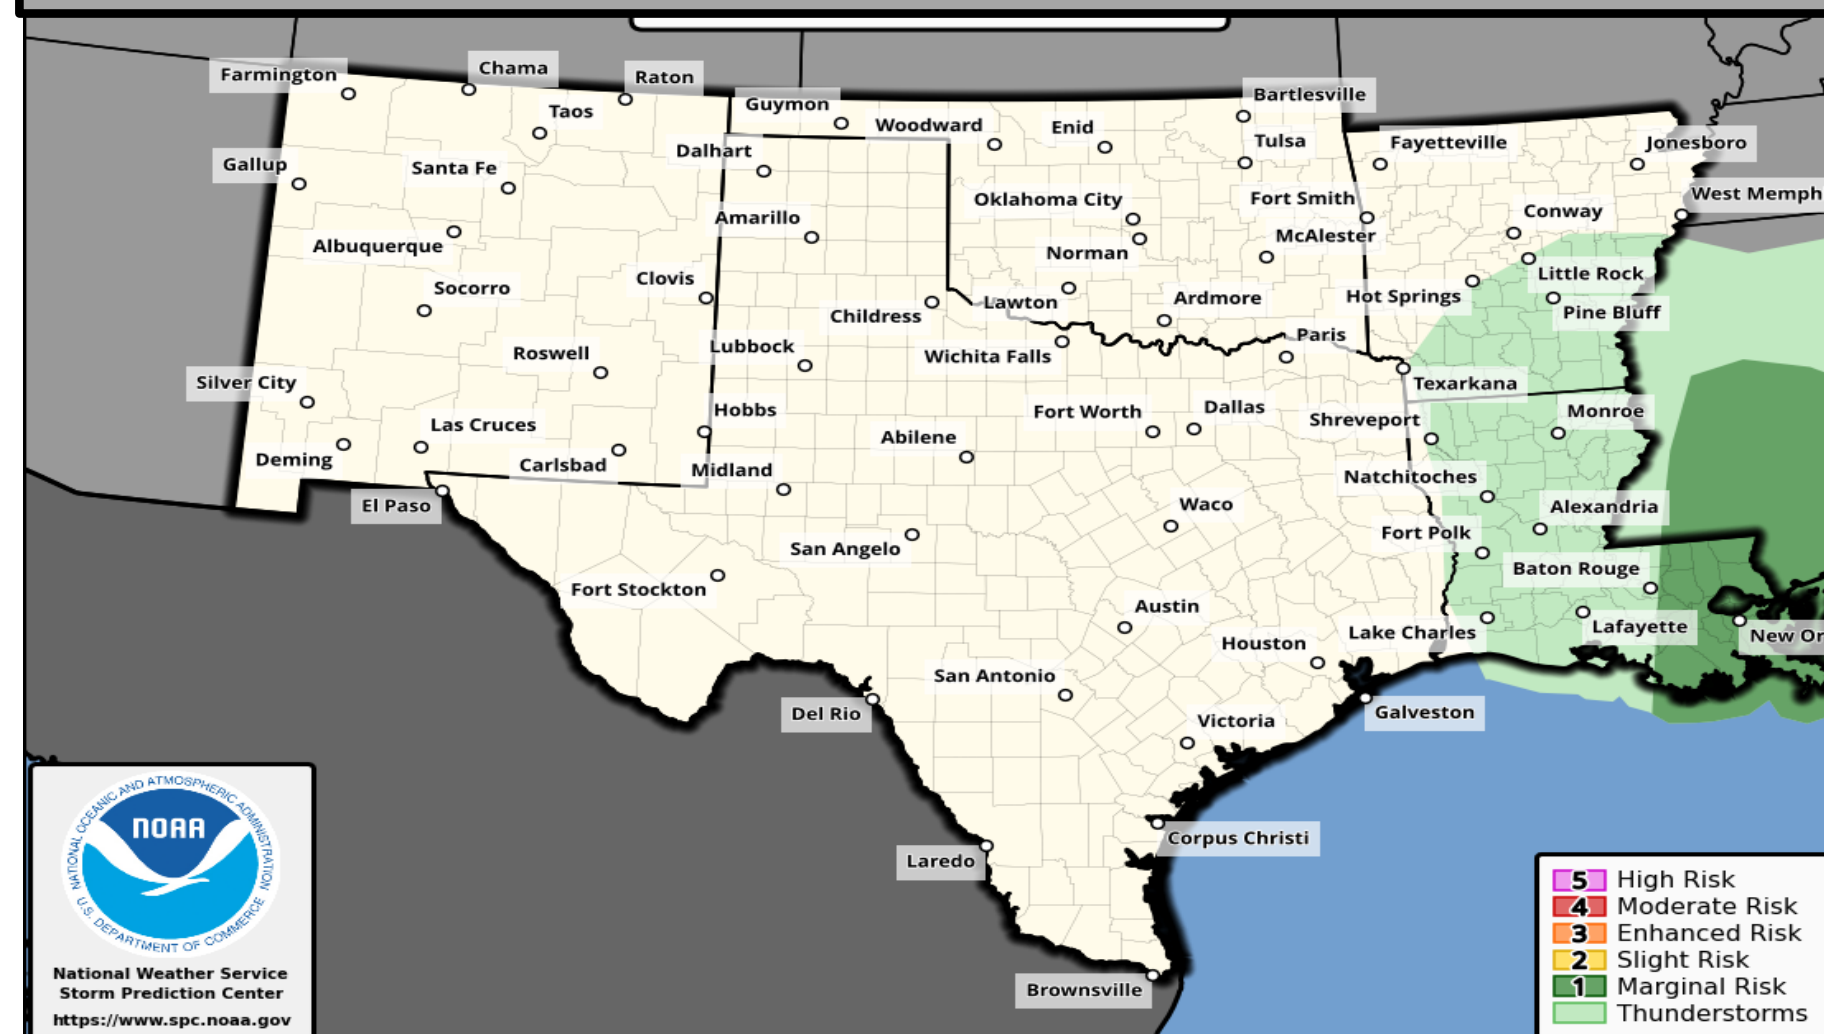 Farmington
Chama
Raton
Taos
Guymon
Woodward
Enid
Bartlesville
Tulsa
Fayetteville
Jonesboro
Gallup
Santa Fe
Dalhart
Amarillo
Oklahoma City
Fort Smith
Conway
West Memph
Albuquerque
Norman
McAlester
Socorro
Clovis
Childress
Lawton
Ardmore
Hot Springs
Little Rock
Pine Bluff
Roswell
Lubbock
Wichita Falls
Paris
Texarkana
Silver City
Las Cruces
Hobbs
Abilene
Fort Worth
Dallas
Shreveport
Monroe
Deming
Carlsbad
Midland
Natchitoches
El Paso
San Angelo
Waco
Fort Polk
Alexandria
Fort Stockton
Austin
Baton Rouge
Houston
Lake Charles
Lafayette
New Or
San Antonio
Del Rio
Victoria
Galveston
Corpus Christi
Laredo
Brownsville
NATIONAL OCEANIC AND ATMOSPHERIC ADMINISTRATION
NOAA
U.S. DEPARTMENT OF COMMERCE
National Weather Service
Storm Prediction Center
https://www.spc.noaa.gov
5 High Risk
4 Moderate Risk
3 Enhanced Risk
2 Slight Risk
1 Marginal Risk
Thunderstorms